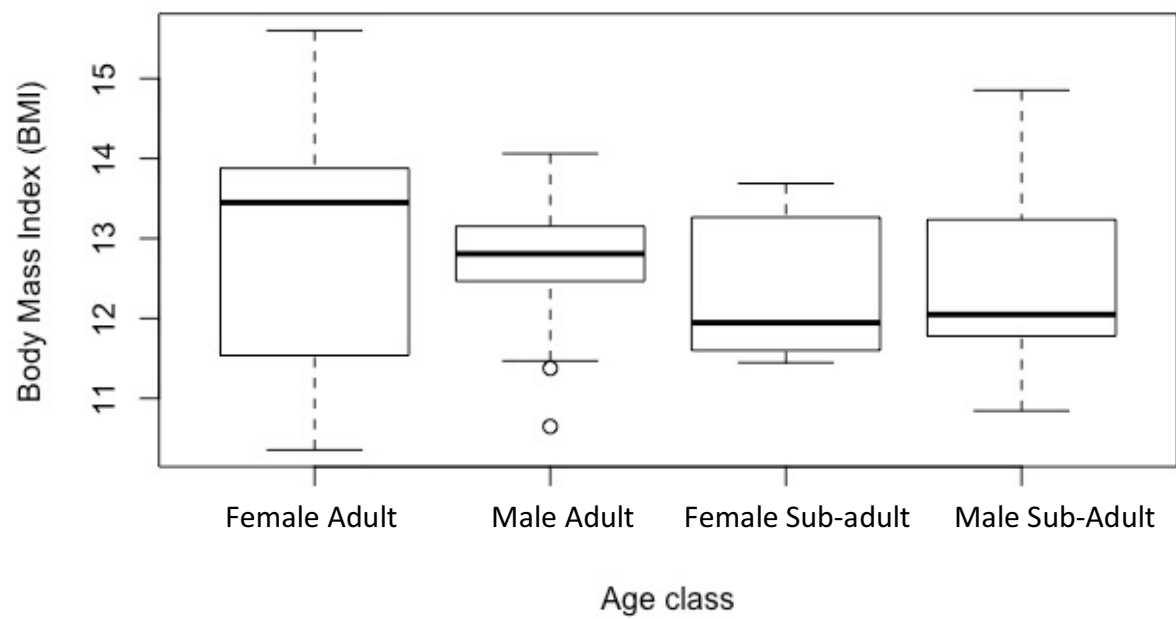 Body Mass Index (BMI)
15
14
13
12
11
Female Adult
Male Adult
Female Sub-adult
Male Sub-Adult
Age class